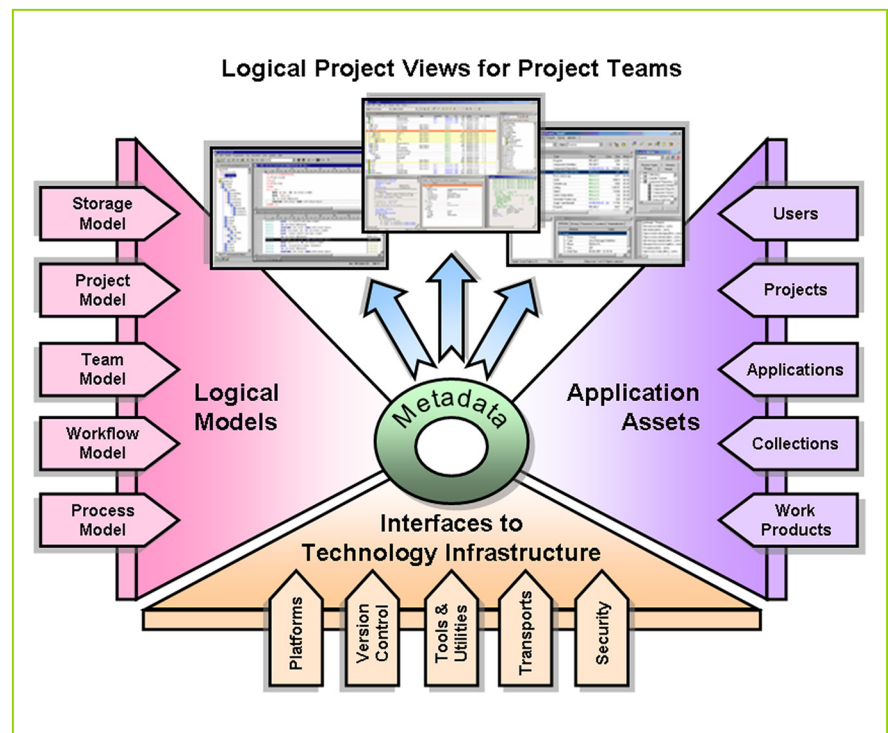 Logical Project Views for Project Teams
Storage
Model
Project
Model
Team
Model
Workflow
Model
Process
Model
Logical
Models
Metadata
Application
Assets
Users
Projects
Applications
Collections
Work
Products
Interfaces to
Technology Infrastructure
Platforms
Version
Control
Tools &
Utilities
Transports
Security